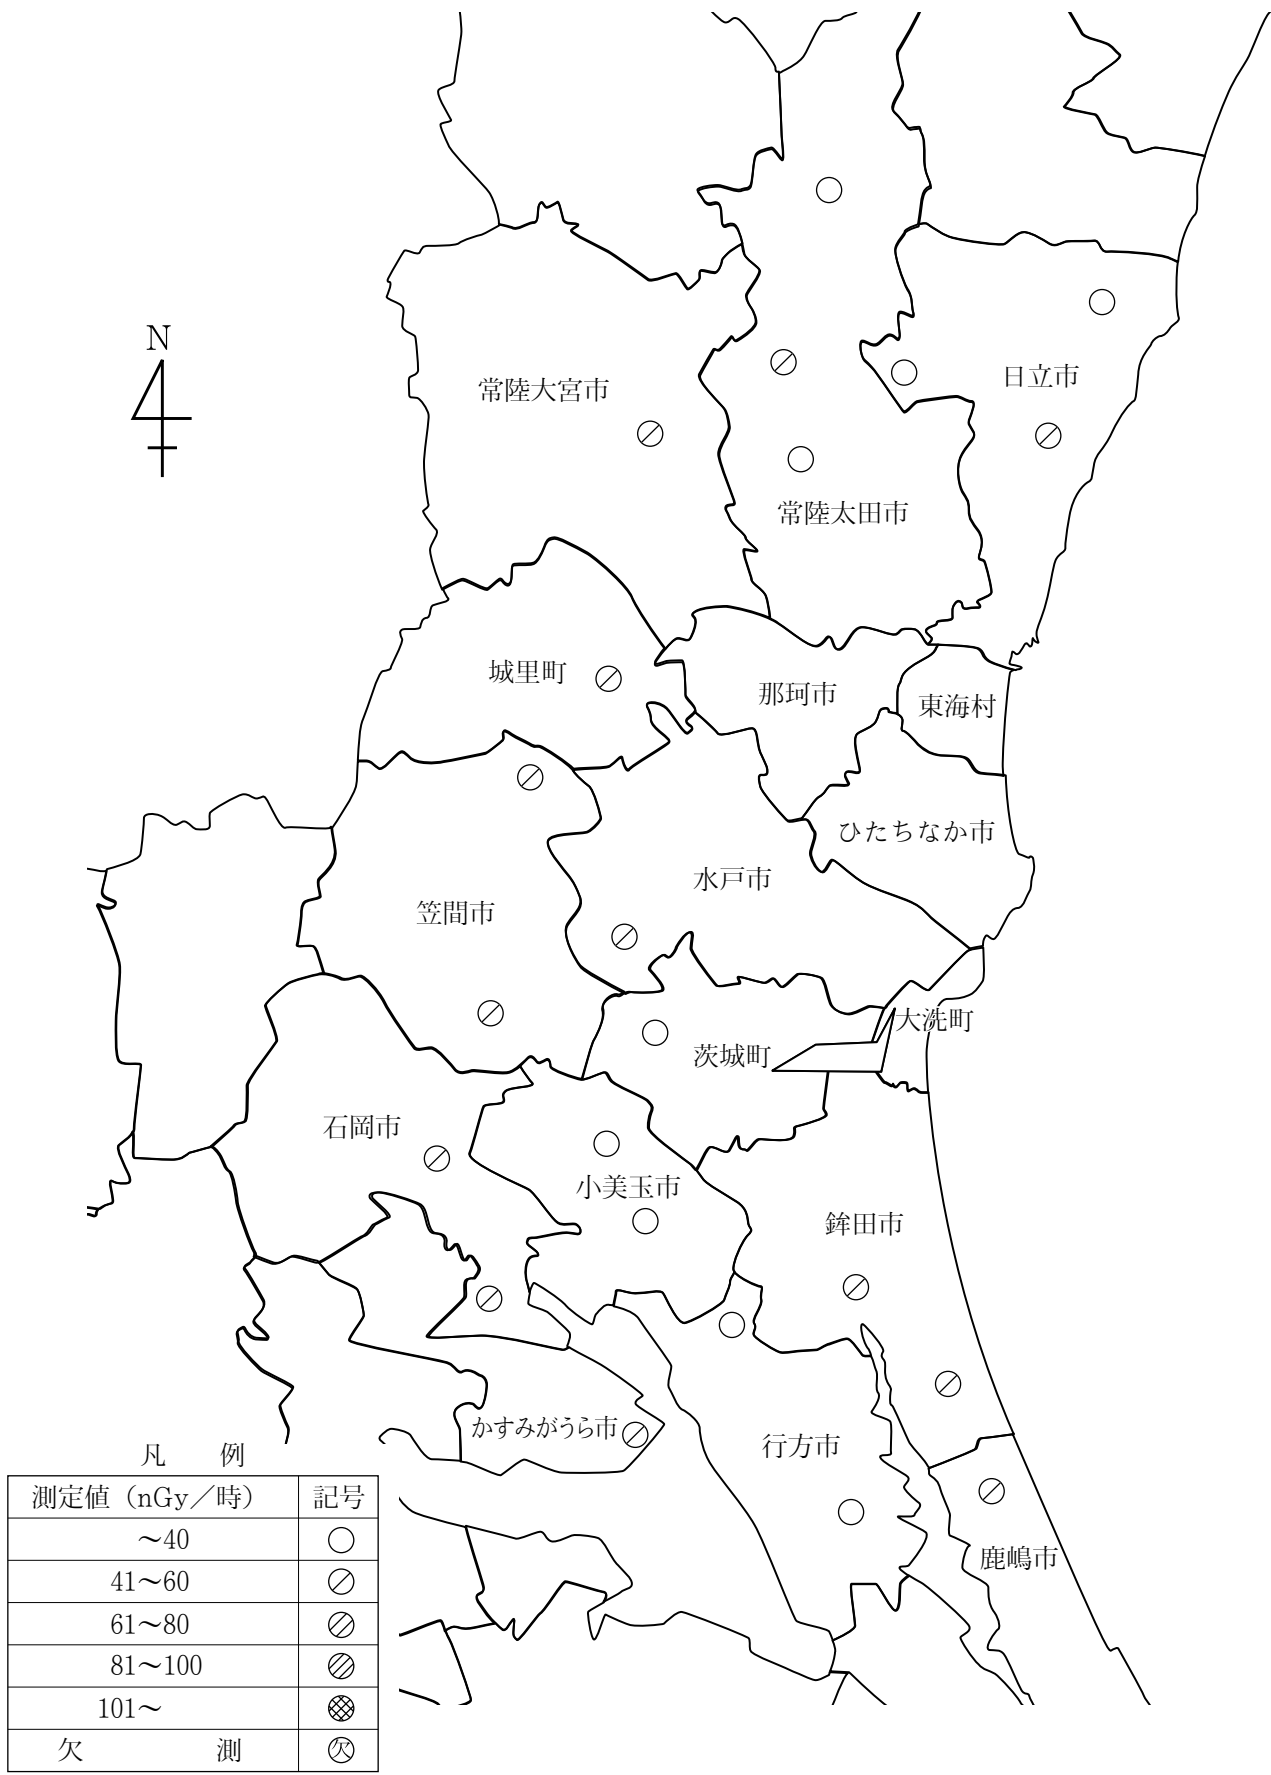 N
常陸大宮市
日立市
常陸太田市
城里町
那珂市
東海村
ひたちなか市
水戸市
笠間市
大洗町
茨城町
石岡市
小美玉市
鉾田市
かすみがうら市
行方市
鹿嶋市
凡 例
測定値（nGy／時） 記号
～40
41～60
61～80
81～100
101～
欠 測 欠